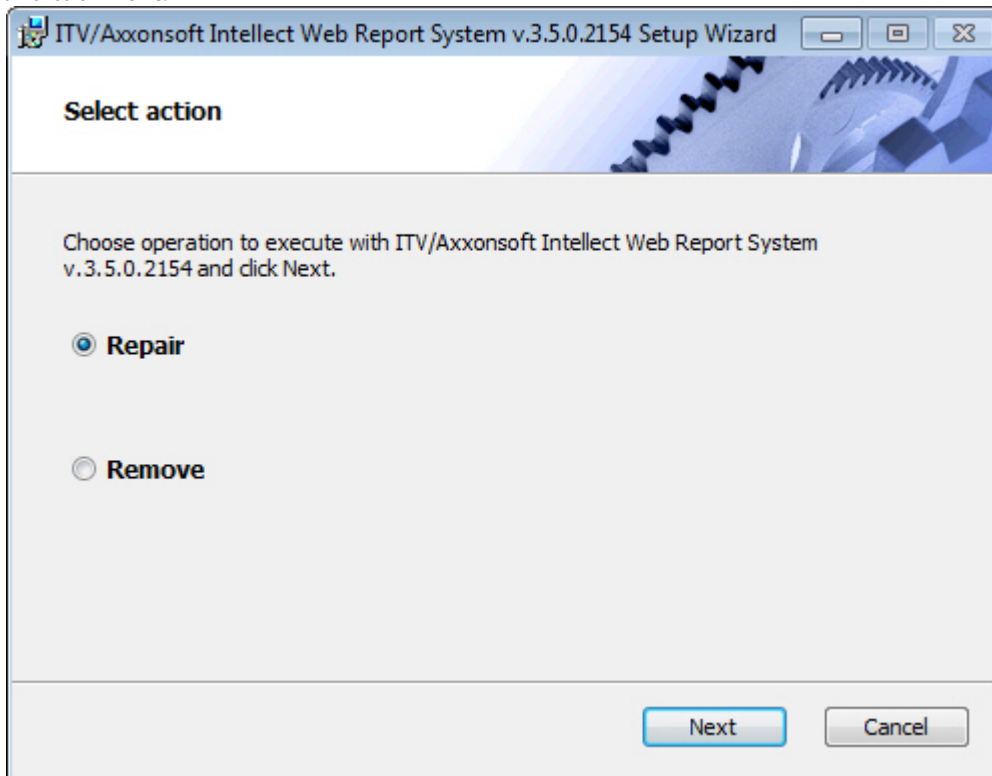 ITV/Axxonsoft Intellect Web Report System v.3.5.0.2154 Setup Wizard
Select action
Choose operation to execute with ITV/Axxonsoft Intellect Web Report System
v.3.5.0.2154 and click Next.
Repair
Remove
Next
Cancel